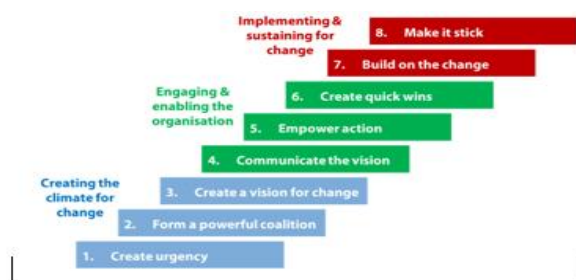 Implementing &
sustaining for
change
8. Make it stick
7. Build on the change
Engaging &
enabling the
organisation
6. Create quick wins
5. Empower action
4. Communicate the vision
Creating the
climate for
change
3. Create a vision for change
2. Form a powerful coalition
1. Create urgency